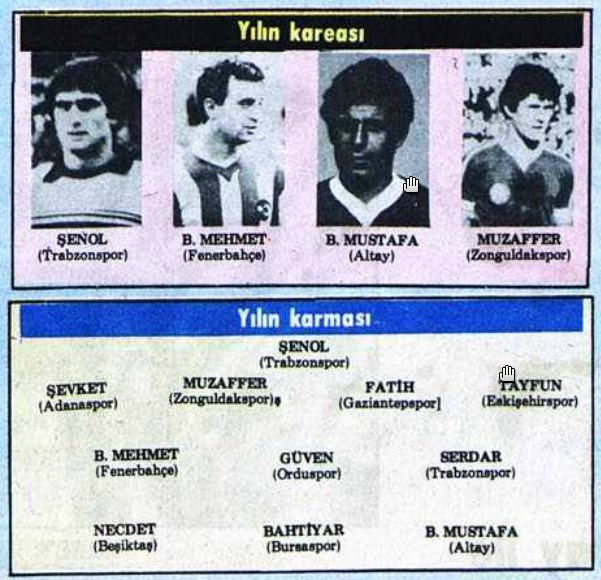 Yılın kareası
ŞENOL
(Trabzonspor)
B. MEHMET
(Fenerbahçe)
B. MUSTAFA
(Altay)
MUZAFFER
(Zonguldakspor)
Yılın karması
ŞENOL
(Trabzonspor)
ŞEVKET
(Adanaspor)
MUZAFFER
(Zonguldakspor)ş
FATİH
(Gaziantepspor]
TAYFUN
(Eskişehirspor)
B. MEHMET
(Fenerbahçe)
GÜVEN
(Orduspor)
SERDAR
(Trabzonspor)
NECDET
(Beşiktaş)
BAHTİYAR
(Bursaspor)
B. MUSTAFA
(Altay)